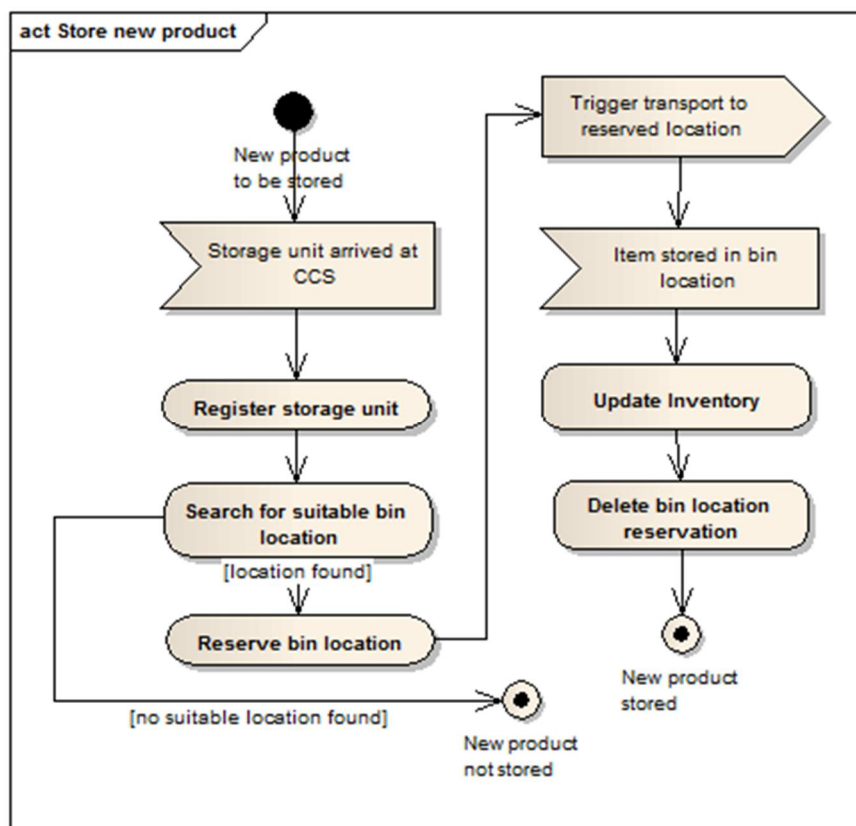 act Store new product
New product
to be stored
Storage unit arrived at
CCS
Register storage unit
Search for suitable bin
location
[location found]
Reserve bin location
[no suitable location found]
New product
not stored
Trigger transport to
reserved location
Item stored in bin
location
Update Inventory
Delete bin location
reservation
New product
stored